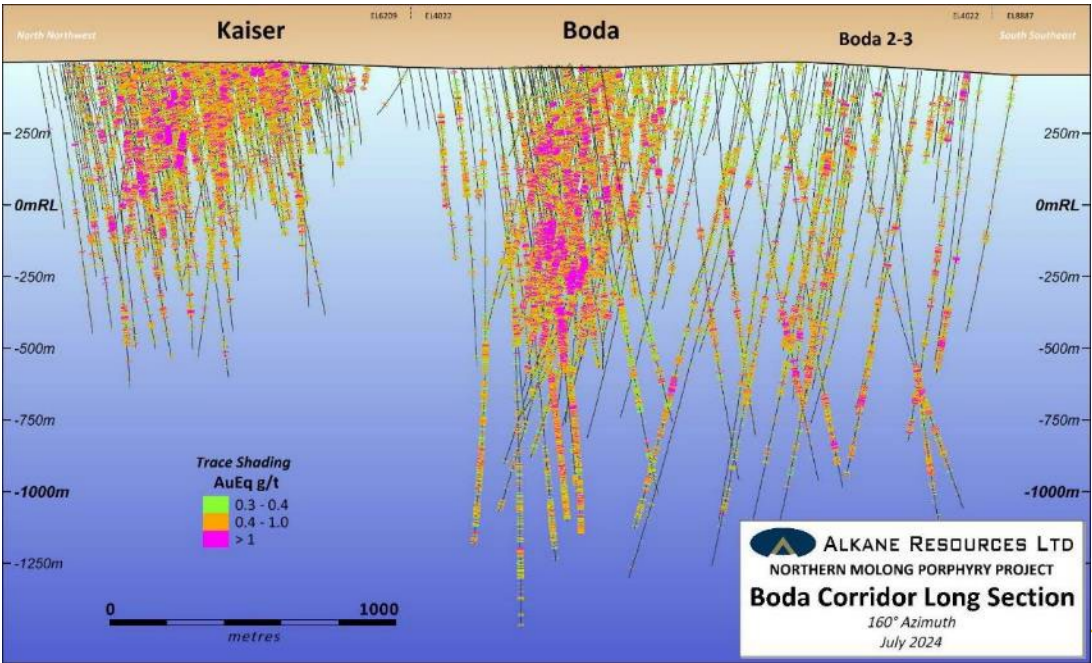 EL6209 EL4022
EL4022 EL8887
Kaiser
Boda
Boda 2-3
North Northwest
South Southeast
250m
250m
0mRL
0mRL
-250m
-250m
-500m
-500m
-750m
-750m
-1000m
-1000m
-1250m
Trace Shading
AuEq g/t
0.3 - 0.4
0.4 - 1.0
> 1
0
1000
metres
ALKANE RESOURCES LTD
NORTHERN MOLONG PORPHYRY PROJECT
Boda Corridor Long Section
160° Azimuth
July 2024